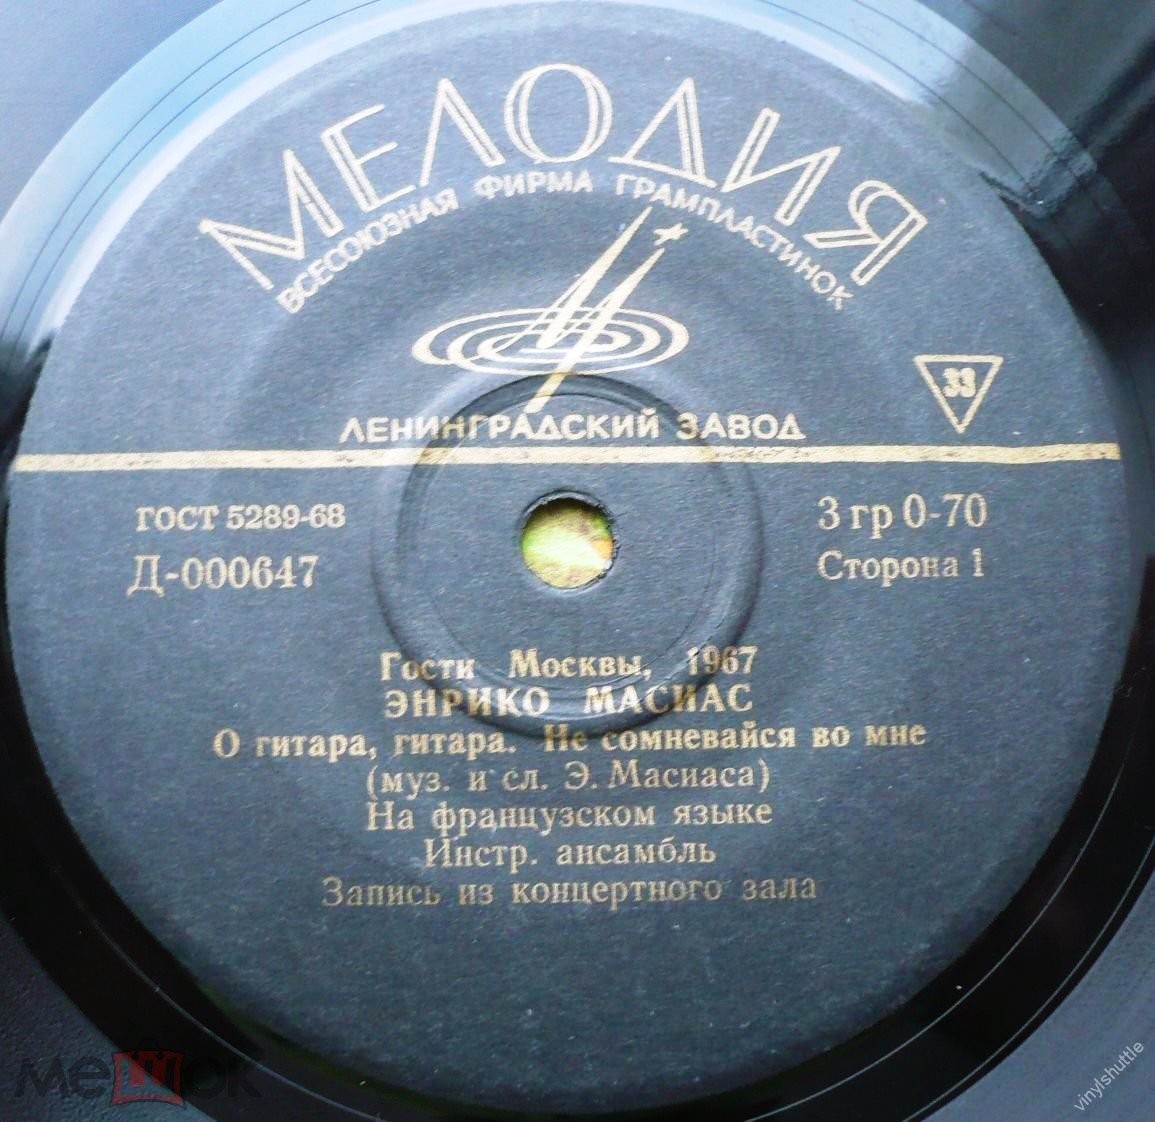 МЕЛОДИЯ
ВСЕСОЮЗНАЯ ФИРМА ГРАМПЛАСТИНОК
33
ЛЕНИНГРАДСКИЙ ЗАВОД
ГОСТ 5289-68
3 гр 0-70
Д-000647
Сторона 1
Гости Москвы, 1967
ЭНРИКО МАСИАС
О гитара, гитара. Не сомневайся во мне
(муз. и сл. Э. Масиаса)
На французском языке
Инстр. ансамбль
Запись из концертного зала
мешок
vinylshuttle